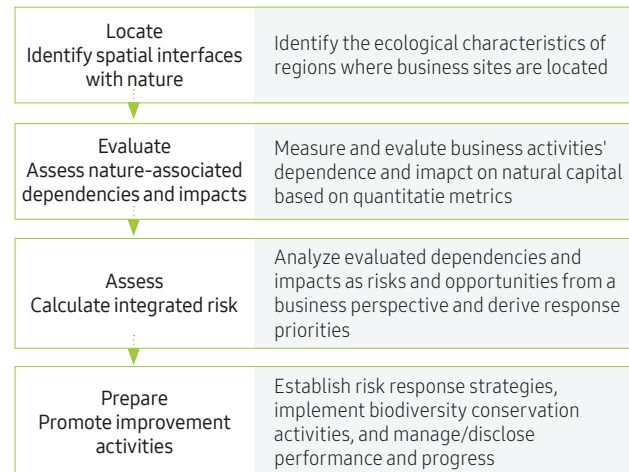 Locate
Identify spatial interfaces
with nature
Identify the ecological characteristics of
regions where business sites are located
Evaluate
Assess nature-associated
dependencies and impacts
Measure and evalute business activities'
dependence and imapct on natural capital
based on quantitatie metrics
Assess
Calculate integrated risk
Analyze evaluated dependencies and
impacts as risks and opportunities from a
business perspective and derive response
priorities
Prepare
Promote improvement
activities
Establish risk response strategies,
implement biodiversity conservation
activities, and manage/disclose
performance and progress